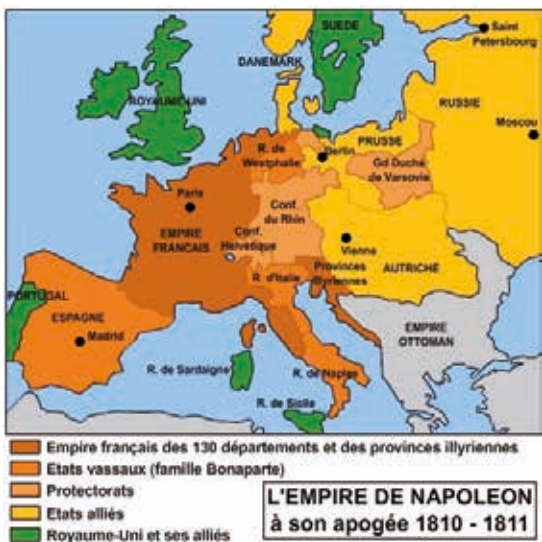 SUEDE
Saint
Petersbourg
DANEMARK
RUSSIE
ROYAUME-UNI
Moscou
R. de
Westphalie
Berlin
PRUSSE
Gd Duché
de Varsovie
Paris
Conf.
du Rhin
EMPIRE
FRANCAIS
Conf.
Helvetique
Vienne
AUTRICHE
Provinces
Illyriennes
R. d'Italie
PORTUGAL
ESPAGNE
Madrid
EMPIRE
OTTOMAN
R. de Sardaigne
R. de Naples
R. de Sicile
Empire français des 130 départements et des provinces illyriennes
Etats vassaux (famille Bonaparte)
Protectorats
Etats alliés
Royaume-Uni et ses alliés
L'EMPIRE DE NAPOLEON
à son apogée 1810 - 1811